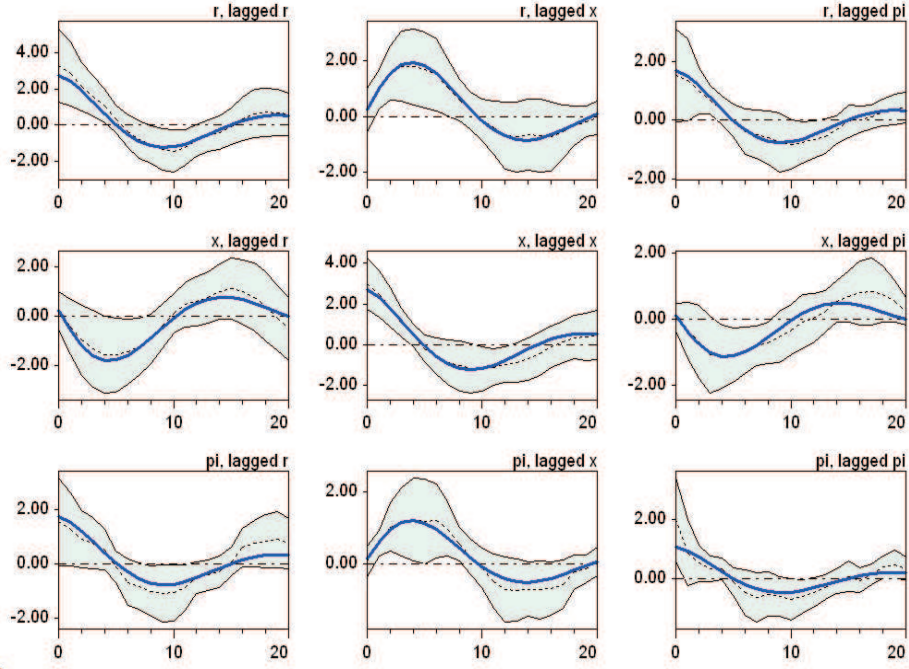 r, lagged r
4.00
2.00
0.00
-2.00
0 10 20
r, lagged x
2.00
0.00
-2.00
0 10 20
r, lagged pi
2.00
0.00
-2.00
0 10 20
x, lagged r
2.00
0.00
-2.00
0 10 20
x, lagged x
4.00
2.00
0.00
-2.00
0 10 20
x, lagged pi
2.00
0.00
-2.00
0 10 20
pi, lagged r
2.00
0.00
-2.00
0 10 20
pi, lagged x
2.00
0.00
0 10 20
pi, lagged pi
2.00
0.00
0 10 20